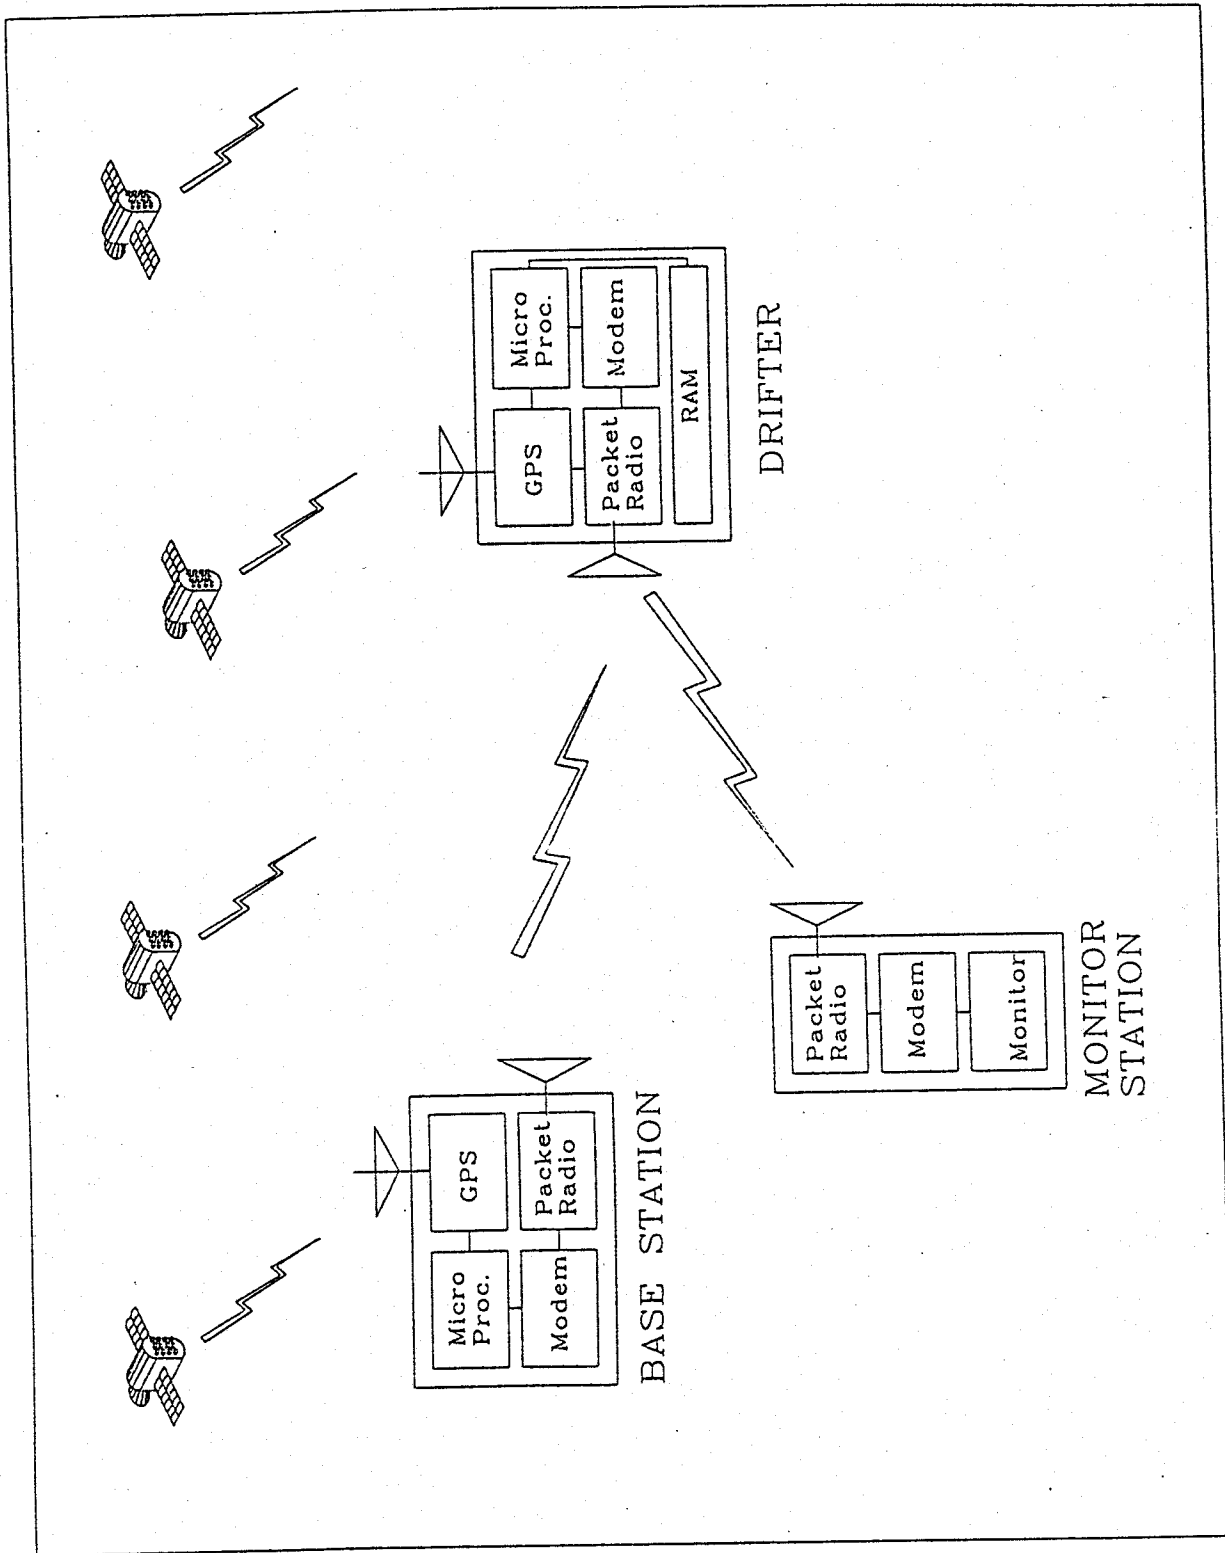 Micro
Proc.
GPS
Modem
Packet
Radio
BASE STATION
Packet
Radio
Modem
Monitor
MONITOR
STATION
GPS
Micro
Proc.
Packet
Radio
Modem
RAM
DRIFTER